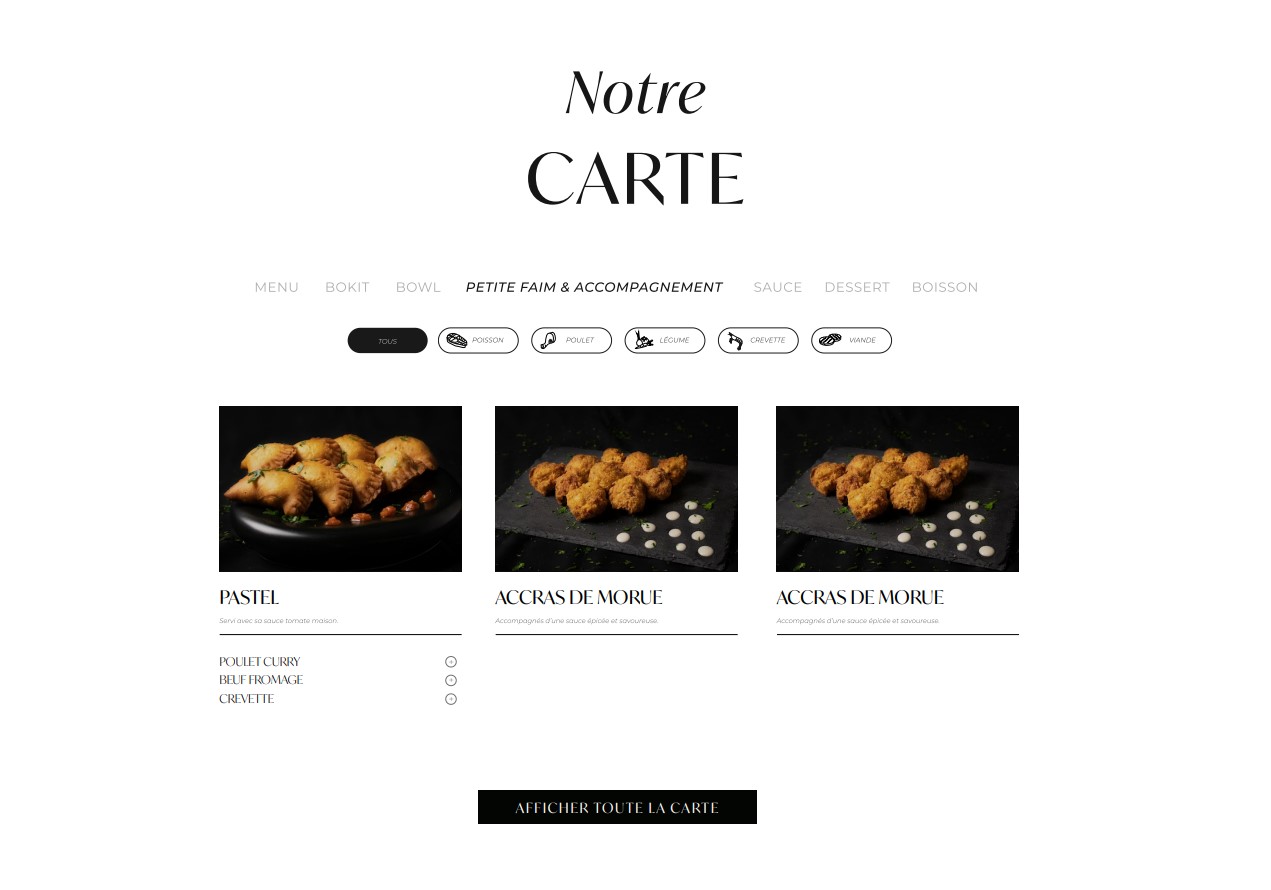 Notre
CARTE
MENU BOKIT BOWL PETITE FAIM & ACCOMPAGNEMENT SAUCE DESSERT BOISSON
TOUS POISSON POULET LÉGUME CREVETTE VIANDE
PASTEL ACCRAS DE MORUE ACCRAS DE MORUE
Servi avec sa sauce tomate maison. Accompagnés d'une sauce épicée et savoureuse. Accompagnés d'une sauce épicée et savoureuse.
POULET CURRY
BEUF FROMAGE
CREVETTE
AFFICHER TOUTE LA CARTE